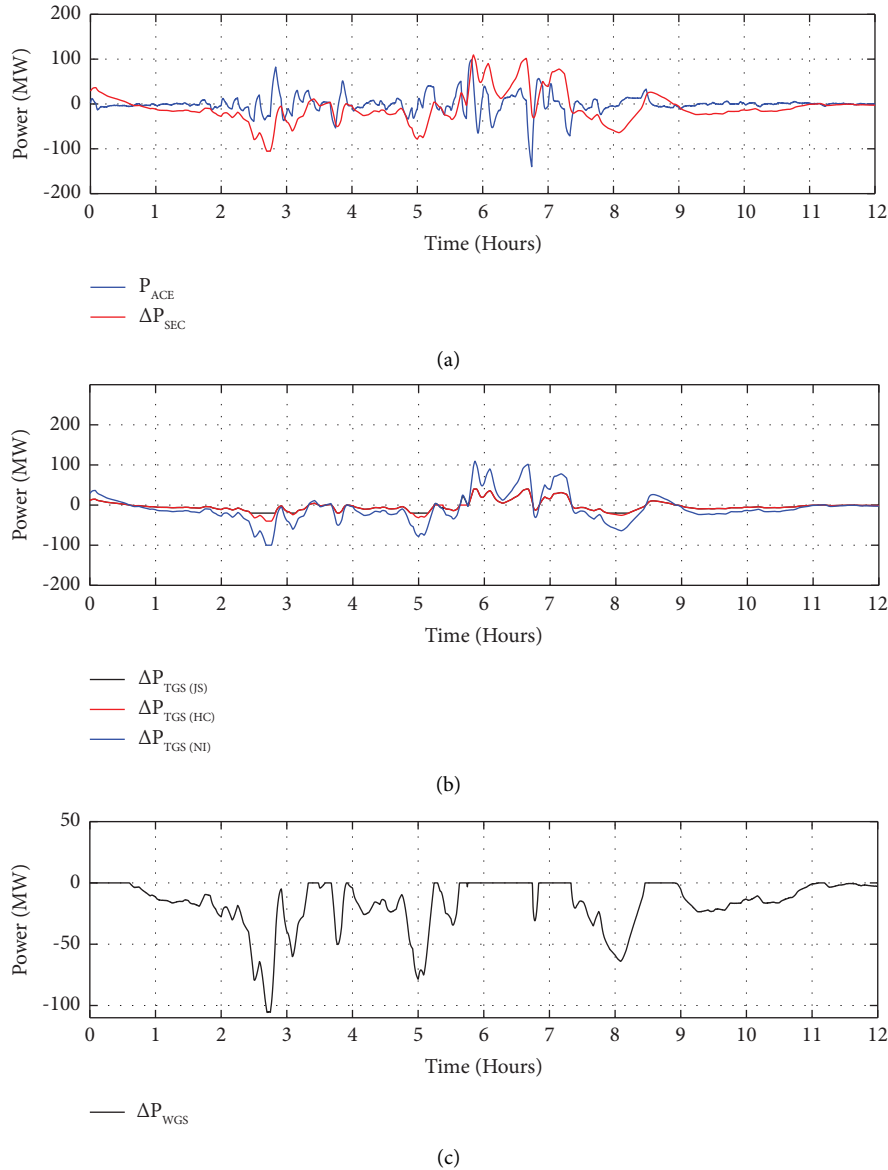 200
100
0
-100
-200
Power (MW)
0 1 2 3 4 5 6 7 8 9 10 11 12
Time (Hours)
P_ACE
ΔP_SEC
(a)
200
100
0
-100
-200
Power (MW)
0 1 2 3 4 5 6 7 8 9 10 11 12
Time (Hours)
ΔP_TGS (JS)
ΔP_TGS (HC)
ΔP_TGS (NI)
(b)
50
0
-50
-100
Power (MW)
0 1 2 3 4 5 6 7 8 9 10 11 12
Time (Hours)
ΔP_WGS
(c)